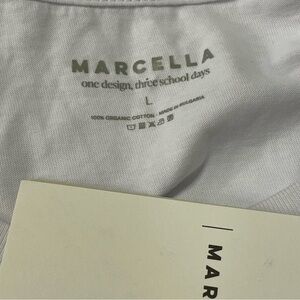 MARCELLA
one design, three school days
L
100% ORGANIC COTTON - MADE IN BULGARIA
MAR